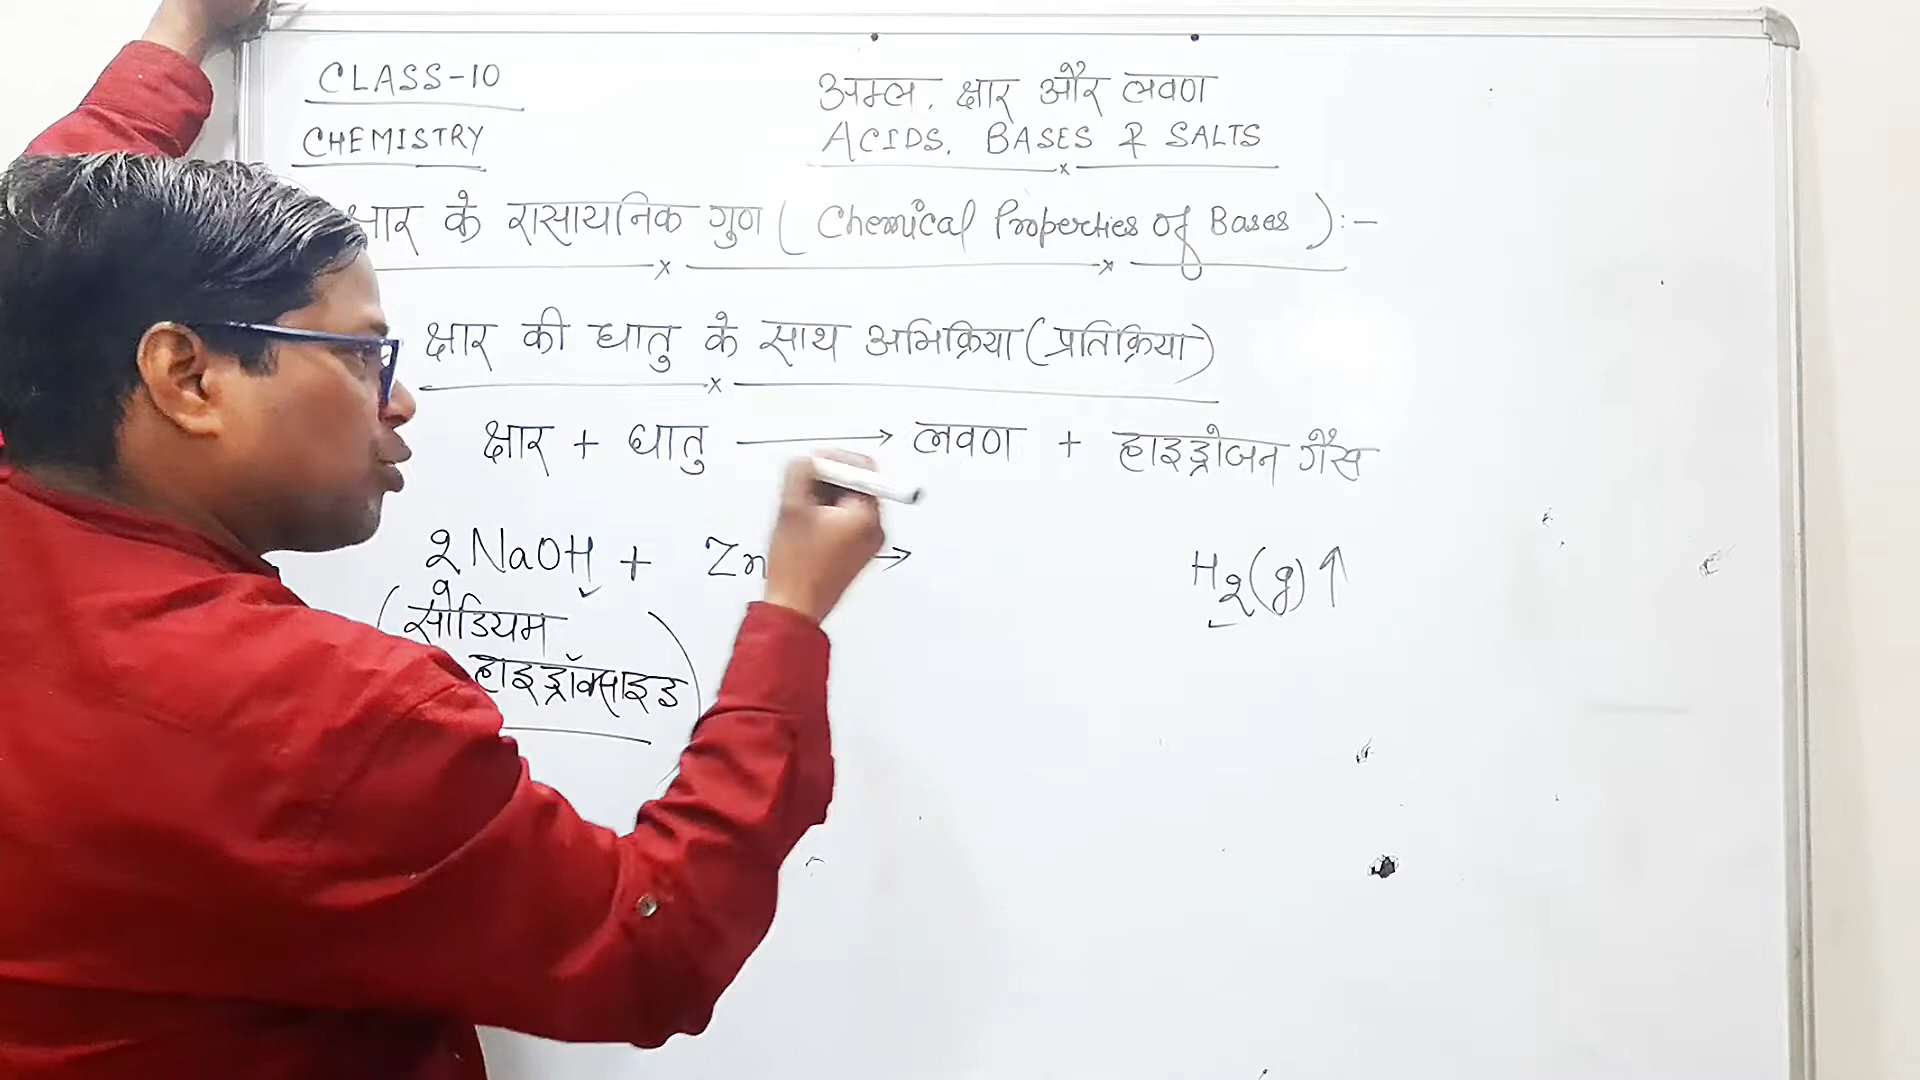 CLASS-10
CHEMISTRY
अम्ल, क्षार और लवण
ACIDS, BASES & SALTS
क्षार के रासायनिक गुण ( Chemical Properties Of Bases ) :-
क्षार की धातु के साथ अभिक्रिया (प्रतिक्रिया)
क्षार + धातु → लवण + हाइड्रोजन गैस
2NaOH + Zn → H2(g)↑
(सोडियम
हाइड्रॉक्साइड)